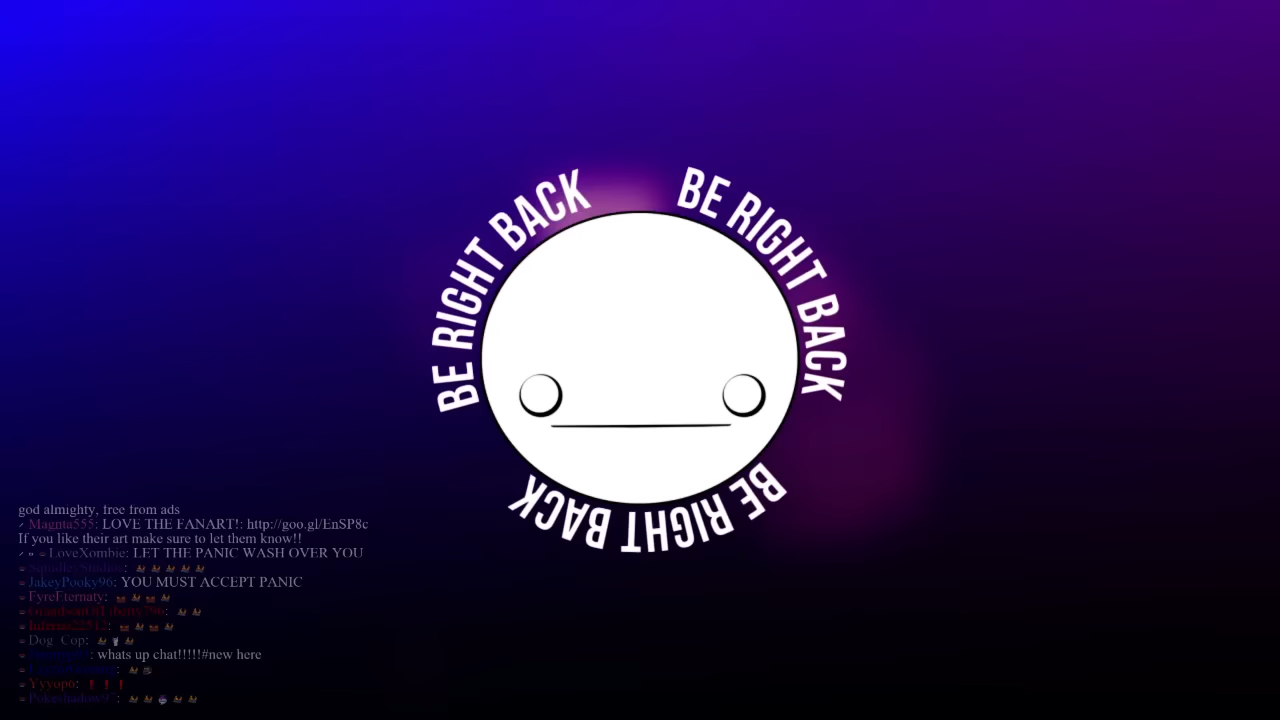 BE RIGHT BACK BE RIGHT BACK BE RIGHT BACK
god almighty, free from ads
Magnta555: LOVE THE FANART!: http://goo.gl/EnSP8c
If you like their art make sure to let them know!!
LoveXombie: LET THE PANIC WASH OVER YOU
JakeyPooky96: YOU MUST ACCEPT PANIC
FyreEternaty:
Inferno22512:
Dog_Cop:
: whats up chat!!!!!#new here
Yyyop6:
Pokeshadow97: